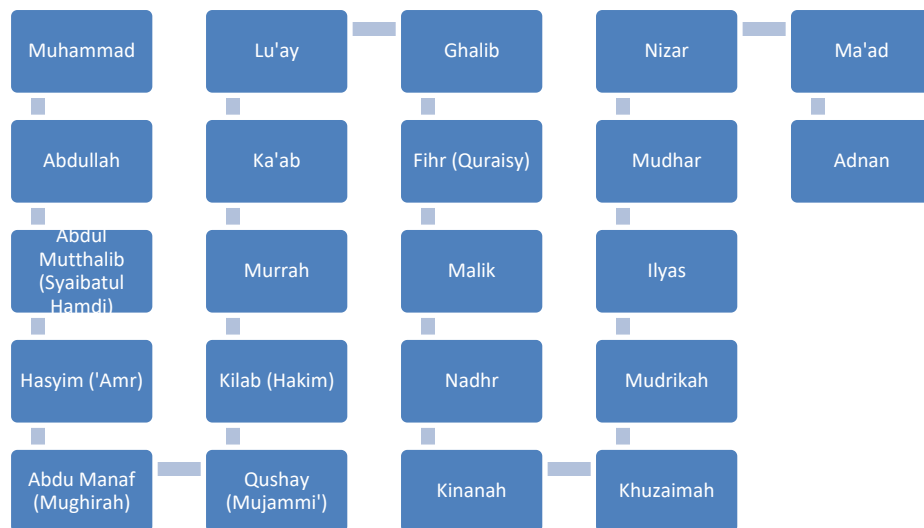 Muhammad
Abdullah
Abdul
Mutthalib
(Syaibatul
Hamdi)
Hasyim ('Amr)
Abdu Manaf
(Mughirah)
Qushay
(Mujammi')
Kilab (Hakim)
Murrah
Ka'ab
Lu'ay
Ghalib
Fihr (Quraisy)
Malik
Nadhr
Kinanah
Khuzaimah
Mudrikah
Ilyas
Mudhar
Nizar
Ma'ad
Adnan